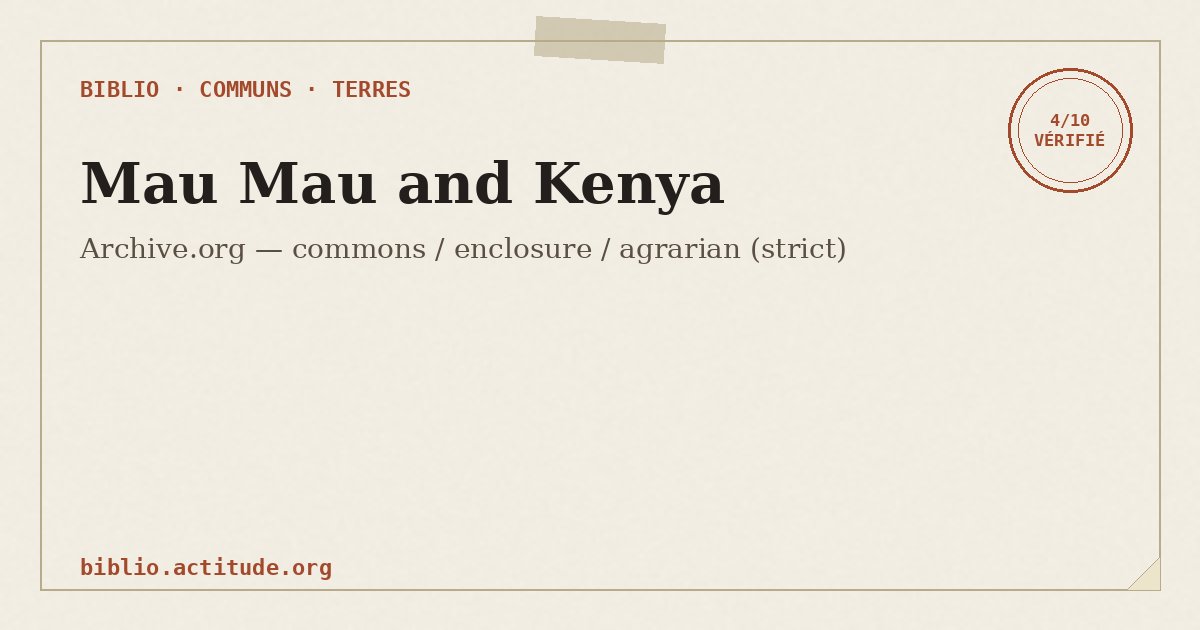 BIBLIO · COMMUNS · TERRES
4/10
VÉRIFIÉ
Mau Mau and Kenya
Archive.org — commons / enclosure / agrarian (strict)
biblio.actitude.org